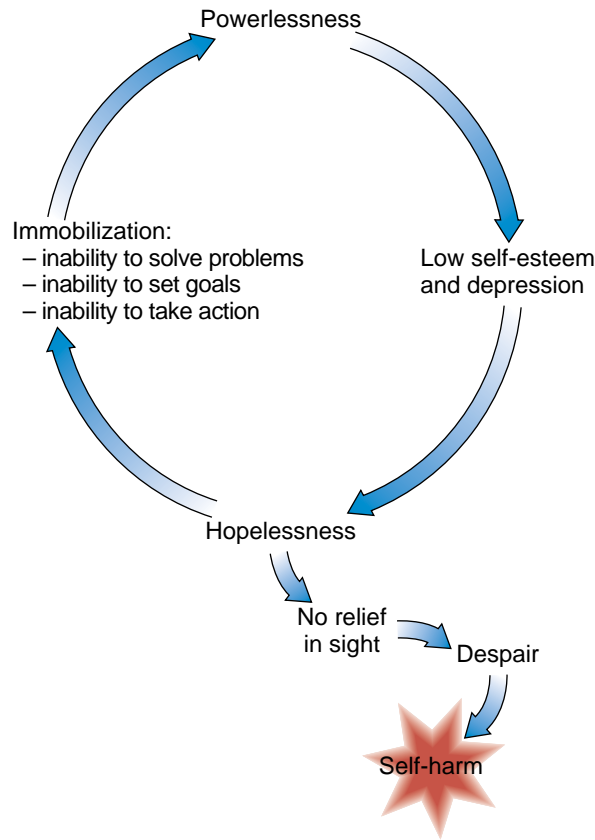 Powerlessness
Immobilization:
– inability to solve problems
– inability to set goals
– inability to take action
Low self-esteem
and depression
Hopelessness
No relief
in sight
Despair
Self-harm